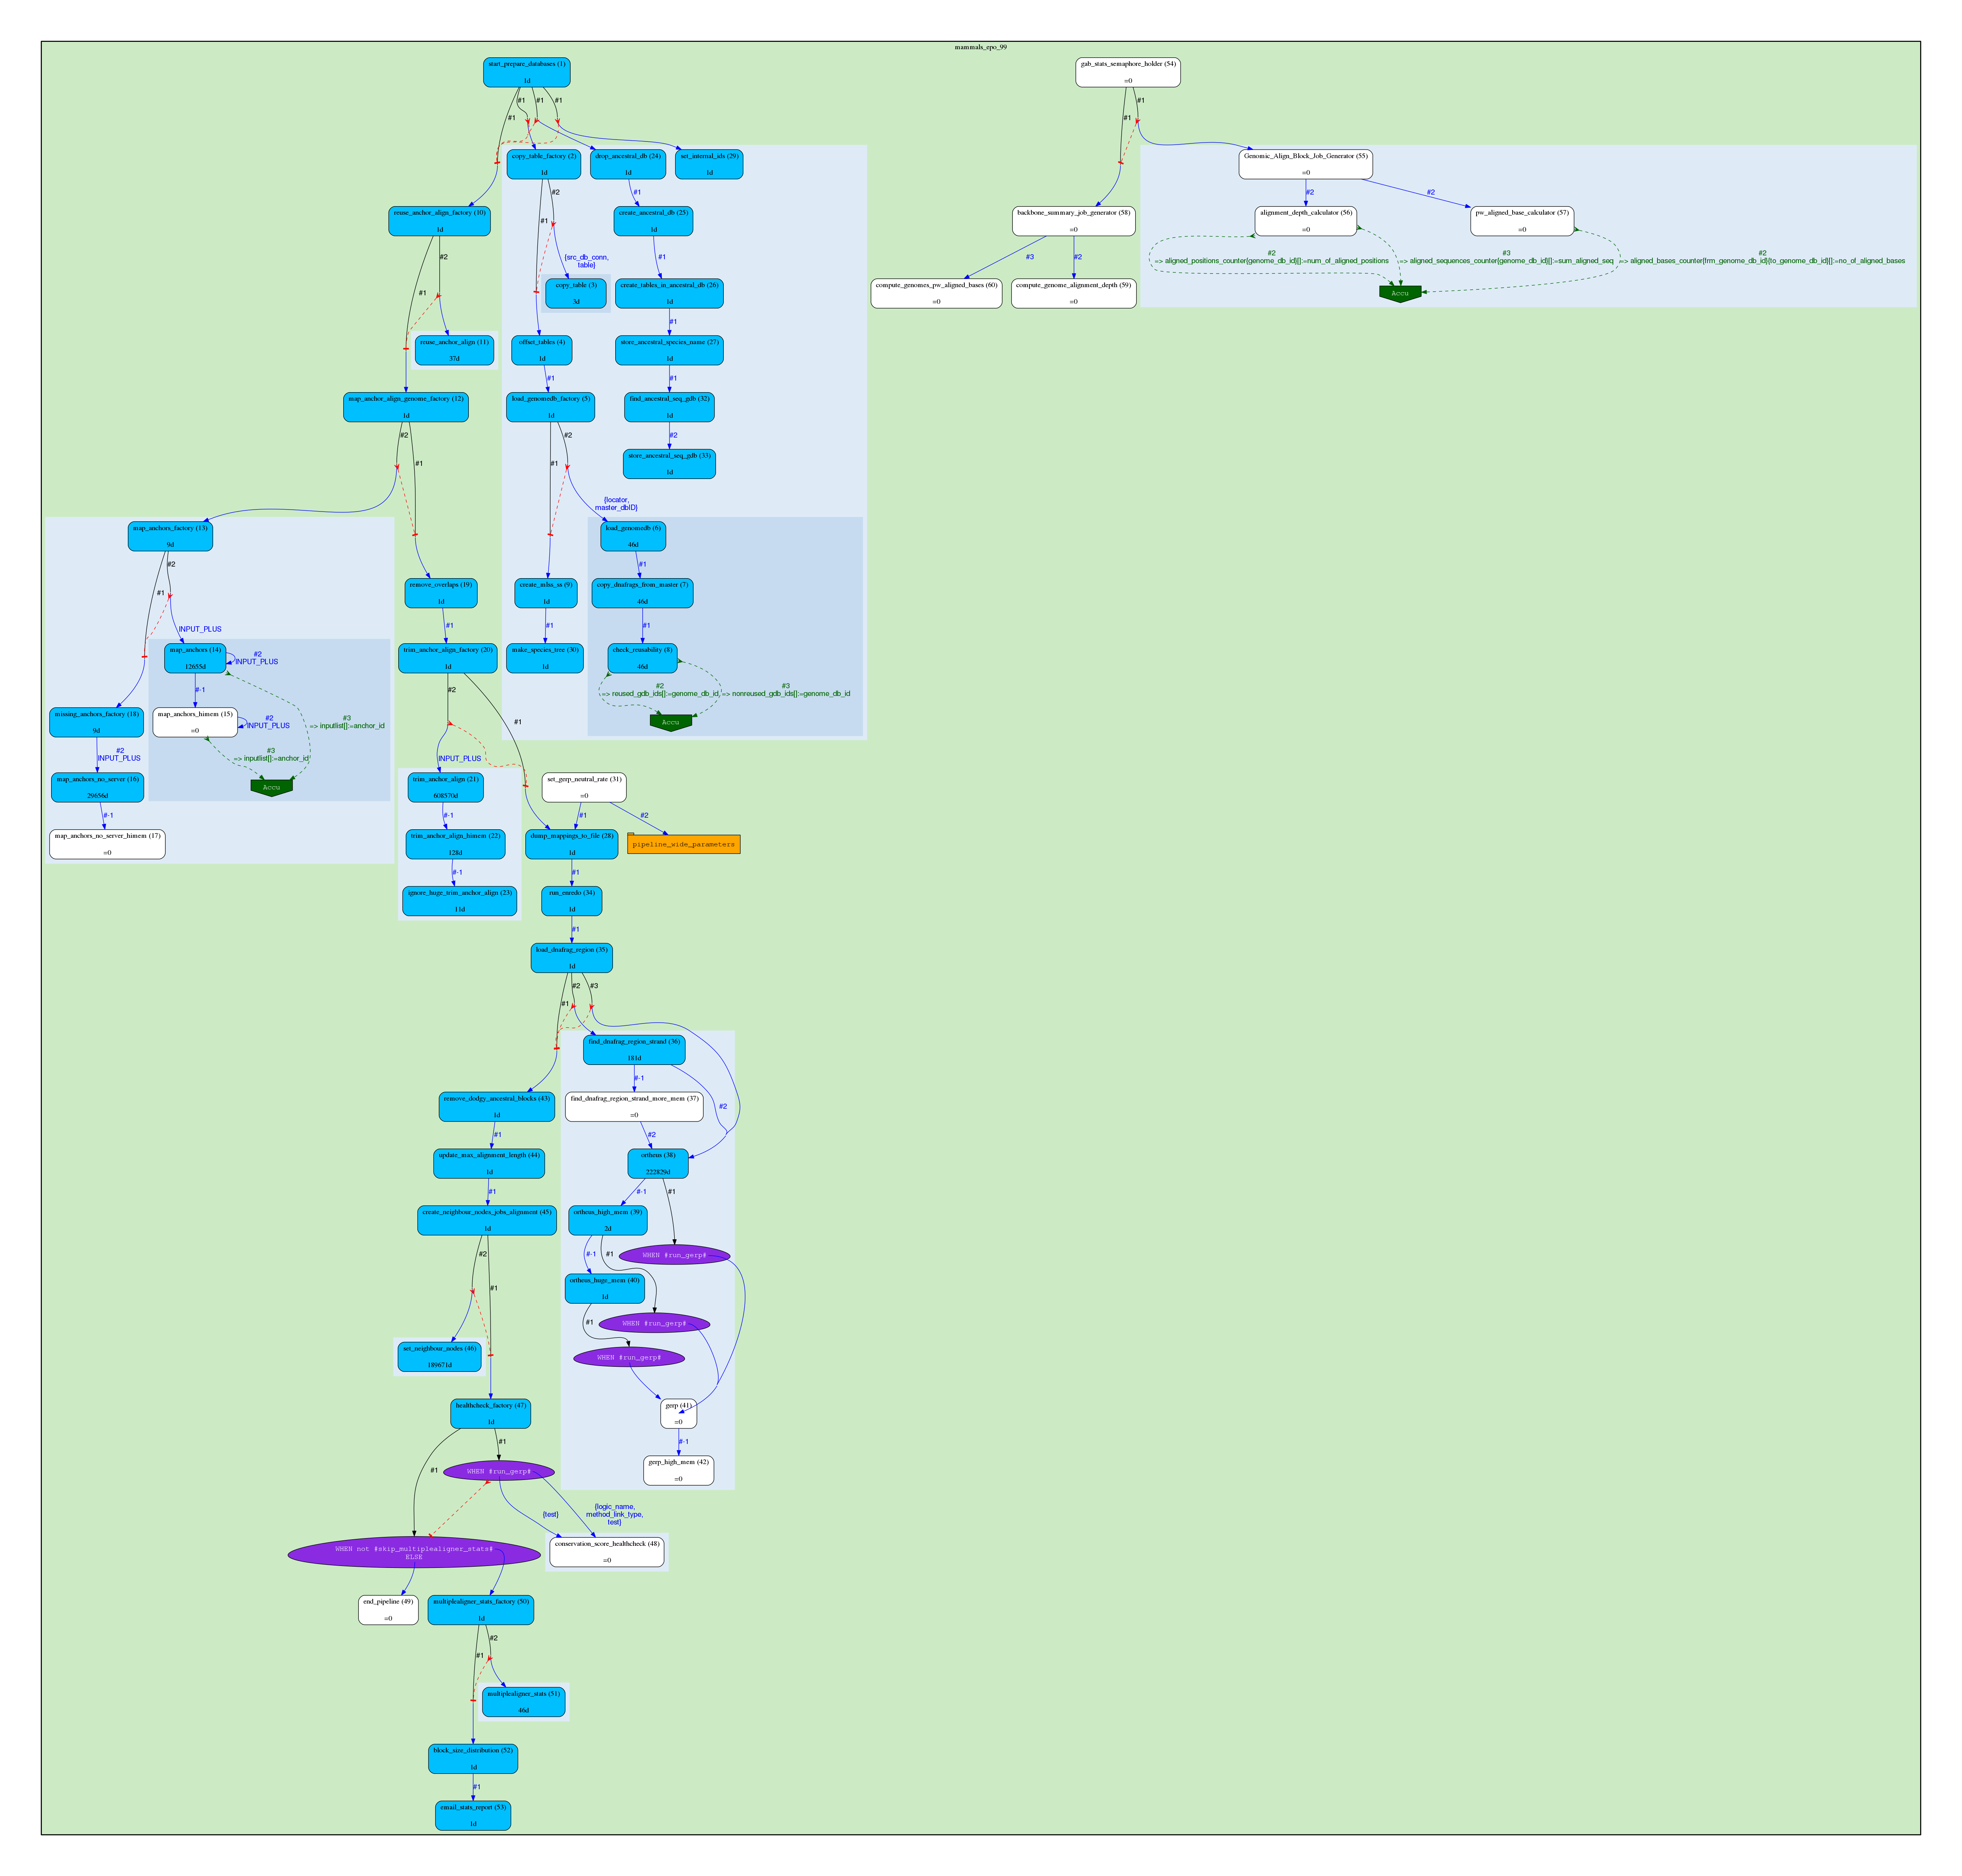 mammals_epo_99
start_prepare_databases (1)
1d
gab_stats_semaphore_holder (54)
=0
#1
#1
#1
#1
#1
#1
copy_table_factory (2)
1d
drop_ancestral_db (24)
1d
set_internal_ids (29)
1d
Genomic_Align_Block_Job_Generator (55)
=0
#2
#1
#1
#2
#2
reuse_anchor_align_factory (10)
1d
create_ancestral_db (25)
1d
backbone_summary_job_generator (58)
=0
alignment_depth_calculator (56)
=0
pw_aligned_base_calculator (57)
=0
#2
#1
{src_db_conn,
table}
#1
#3
#2
#2
=> aligned_positions_counter{genome_db_id}[]:=num_of_aligned_positions
#3
=> aligned_sequences_counter{genome_db_id}[]:=sum_aligned_seq
#2
=> aligned_bases_counter{frm_genome_db_id}{to_genome_db_id}[]:=no_of_aligned_bases
copy_table (3)
3d
create_tables_in_ancestral_db (26)
1d
compute_genomes_pw_aligned_bases (60)
=0
compute_genome_alignment_depth (59)
=0
Accu
#1
#1
reuse_anchor_align (11)
37d
offset_tables (4)
1d
store_ancestral_species_name (27)
1d
#1
#1
map_anchor_align_genome_factory (12)
1d
load_genomedb_factory (5)
1d
find_ancestral_seq_gdb (32)
1d
#2
#2
#2
#1
#1
store_ancestral_seq_gdb (33)
1d
{locator,
master_dbID}
map_anchors_factory (13)
9d
load_genomedb (6)
46d
#2
#1
#1
remove_overlaps (19)
1d
create_mlss_ss (9)
1d
copy_dnafrags_from_master (7)
46d
INPUT_PLUS
#1
#1
#1
map_anchors (14)
12655d
#2
INPUT_PLUS
trim_anchor_align_factory (20)
1d
make_species_tree (30)
1d
check_reusability (8)
46d
#-1
#2
#2
=> reused_gdb_ids[]:=genome_db_id
#3
=> nonreused_gdb_ids[]:=genome_db_id
missing_anchors_factory (18)
9d
map_anchors_himem (15)
=0
#2
INPUT_PLUS
#3
=> inputlist[]:=anchor_id
#1
Accu
#2
INPUT_PLUS
#3
=> inputlist[]:=anchor_id
INPUT_PLUS
map_anchors_no_server (16)
29656d
Accu
trim_anchor_align (21)
608570d
set_gerp_neutral_rate (31)
=0
#-1
#-1
#1
#2
map_anchors_no_server_himem (17)
=0
trim_anchor_align_himem (22)
128d
dump_mappings_to_file (28)
1d
pipeline_wide_parameters
#-1
#1
ignore_huge_trim_anchor_align (23)
11d
run_enredo (34)
1d
#1
load_dnafrag_region (35)
1d
#2
#3
#1
find_dnafrag_region_strand (36)
181d
#-1
remove_dodgy_ancestral_blocks (43)
1d
find_dnafrag_region_strand_more_mem (37)
=0
#2
#1
#2
update_max_alignment_length (44)
1d
ortheus (38)
222829d
#1
#-1
#1
create_neighbour_nodes_jobs_alignment (45)
1d
ortheus_high_mem (39)
2d
#2
#-1
#1
WHEN #run_gerp#
#1
ortheus_huge_mem (40)
1d
#1
WHEN #run_gerp#
set_neighbour_nodes (46)
189671d
WHEN #run_gerp#
healthcheck_factory (47)
1d
gerp (41)
=0
#1
#-1
#1
WHEN #run_gerp#
gerp_high_mem (42)
=0
{test}
{logic_name,
method_link_type,
test}
WHEN not #skip_multiplealigner_stats#
ELSE
conservation_score_healthcheck (48)
=0
end_pipeline (49)
=0
multiplealigner_stats_factory (50)
1d
#2
#1
multiplealigner_stats (51)
46d
block_size_distribution (52)
1d
#1
email_stats_report (53)
1d